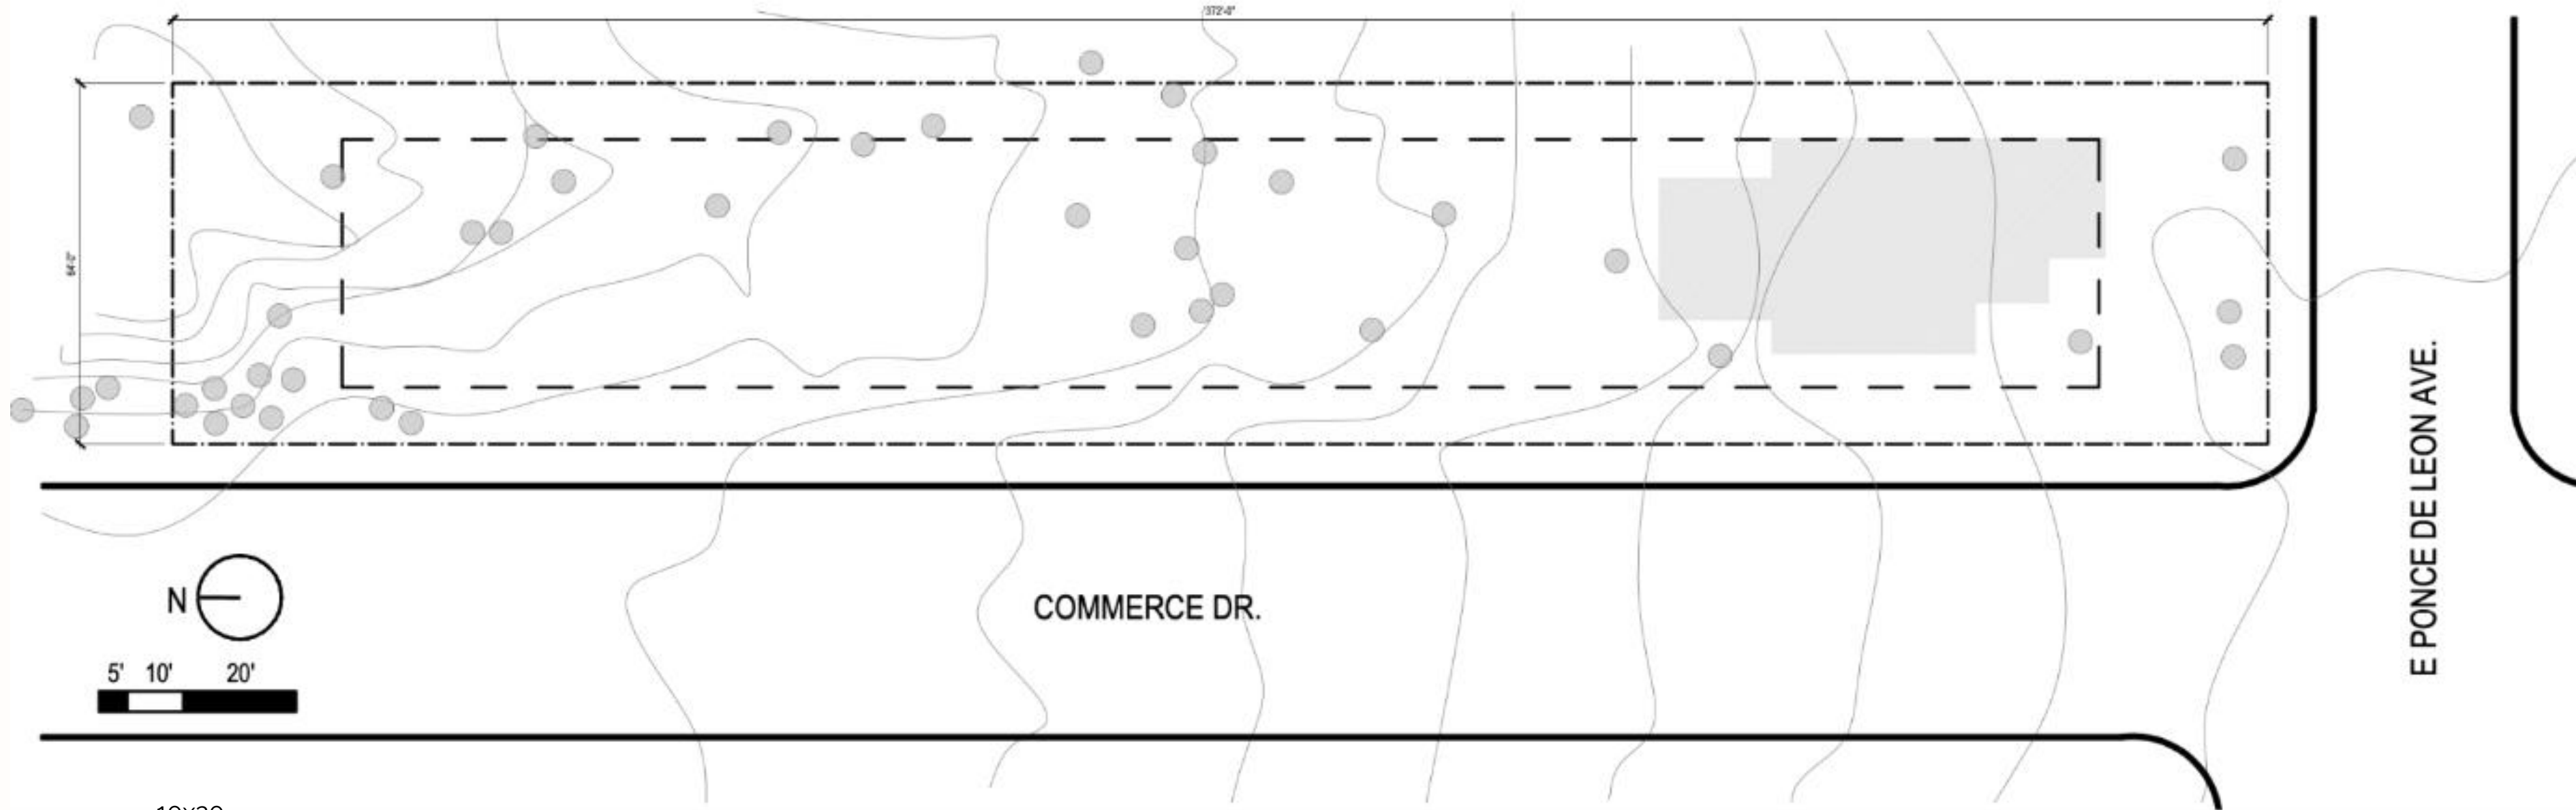 372'-0"
64'-0"
N
5' 10' 20'
COMMERCE DR.
E PONCE DE LEON AVE.